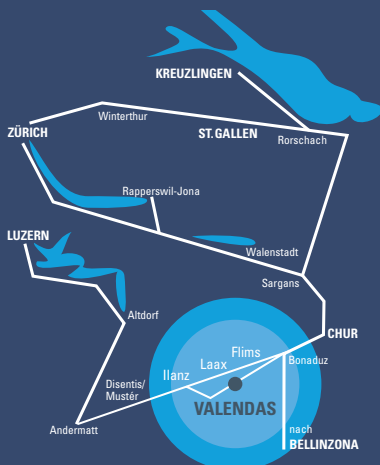 KREUZLINGEN
Winterthur
ZÜRICH
ST. GALLEN
Rorschach
Rapperswil-Jona
LUZERN
Walenstadt
Sargans
Altdorf
CHUR
Flims
Bonaduz
Laax
Ilanz
Disentis/
Mustér
VALENDAS
Andermatt
nach
BELLINZONA